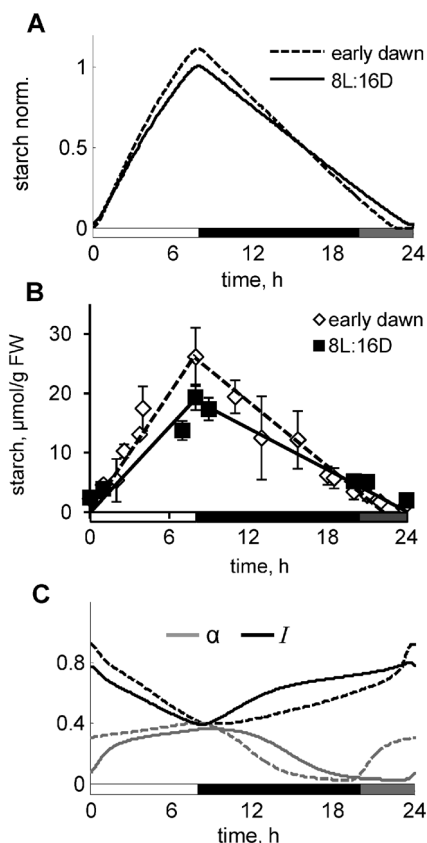 A
early dawn
8L:16D
starch norm.
1
0.5
0
0 6 12 18 24
time, h
B
early dawn
8L:16D
starch, μmol/g FW
30
20
10
0
0 6 12 18 24
time, h
C
α I
0.8
0.4
0
0 6 12 18 24
time, h